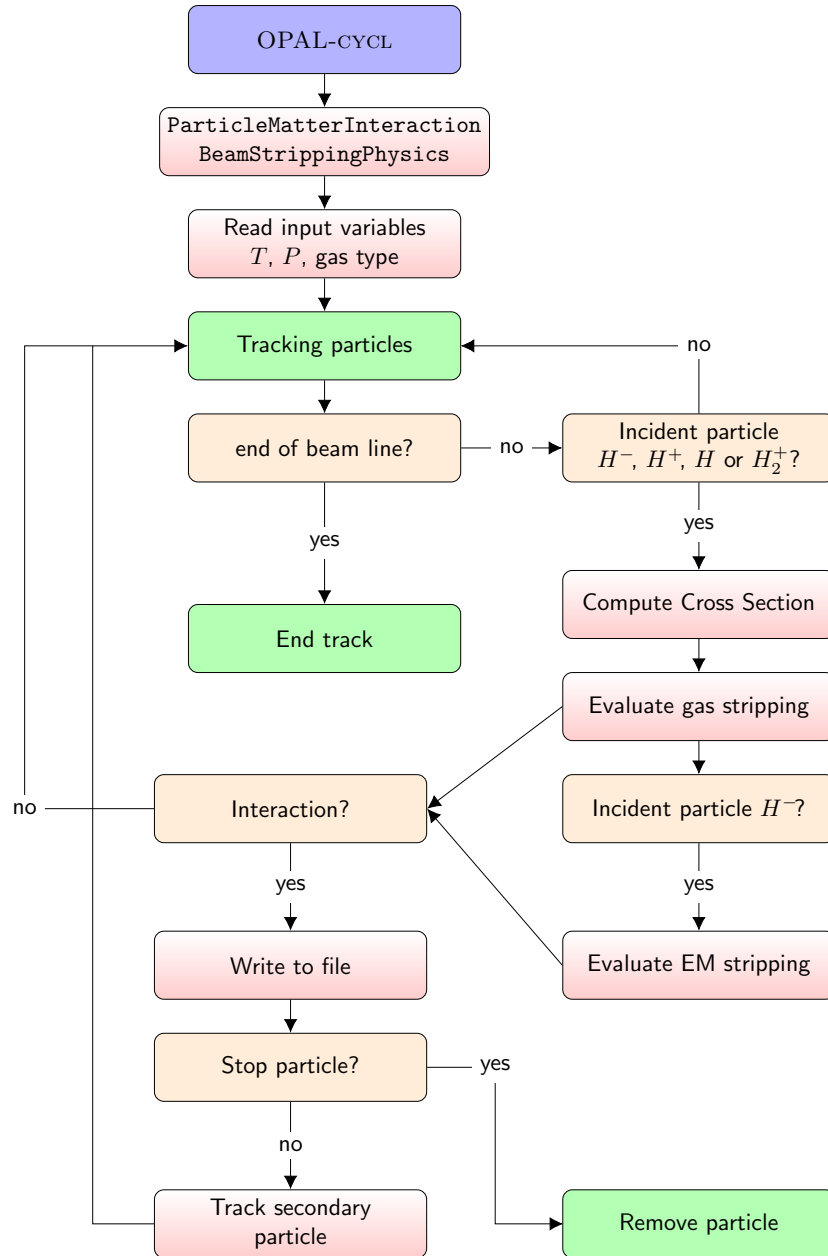 OPAL-CYCL
ParticleMatterInteraction
BeamStrippingPhysics
Read input variables
T, P, gas type
Tracking particles
no
end of beam line?
no
Incident particle
H⁻, H⁺, H or H₂⁺?
yes
yes
Compute Cross Section
End track
Evaluate gas stripping
no
Interaction?
Incident particle H⁻?
yes
yes
Write to file
Evaluate EM stripping
Stop particle?
yes
no
Track secondary
particle
Remove particle